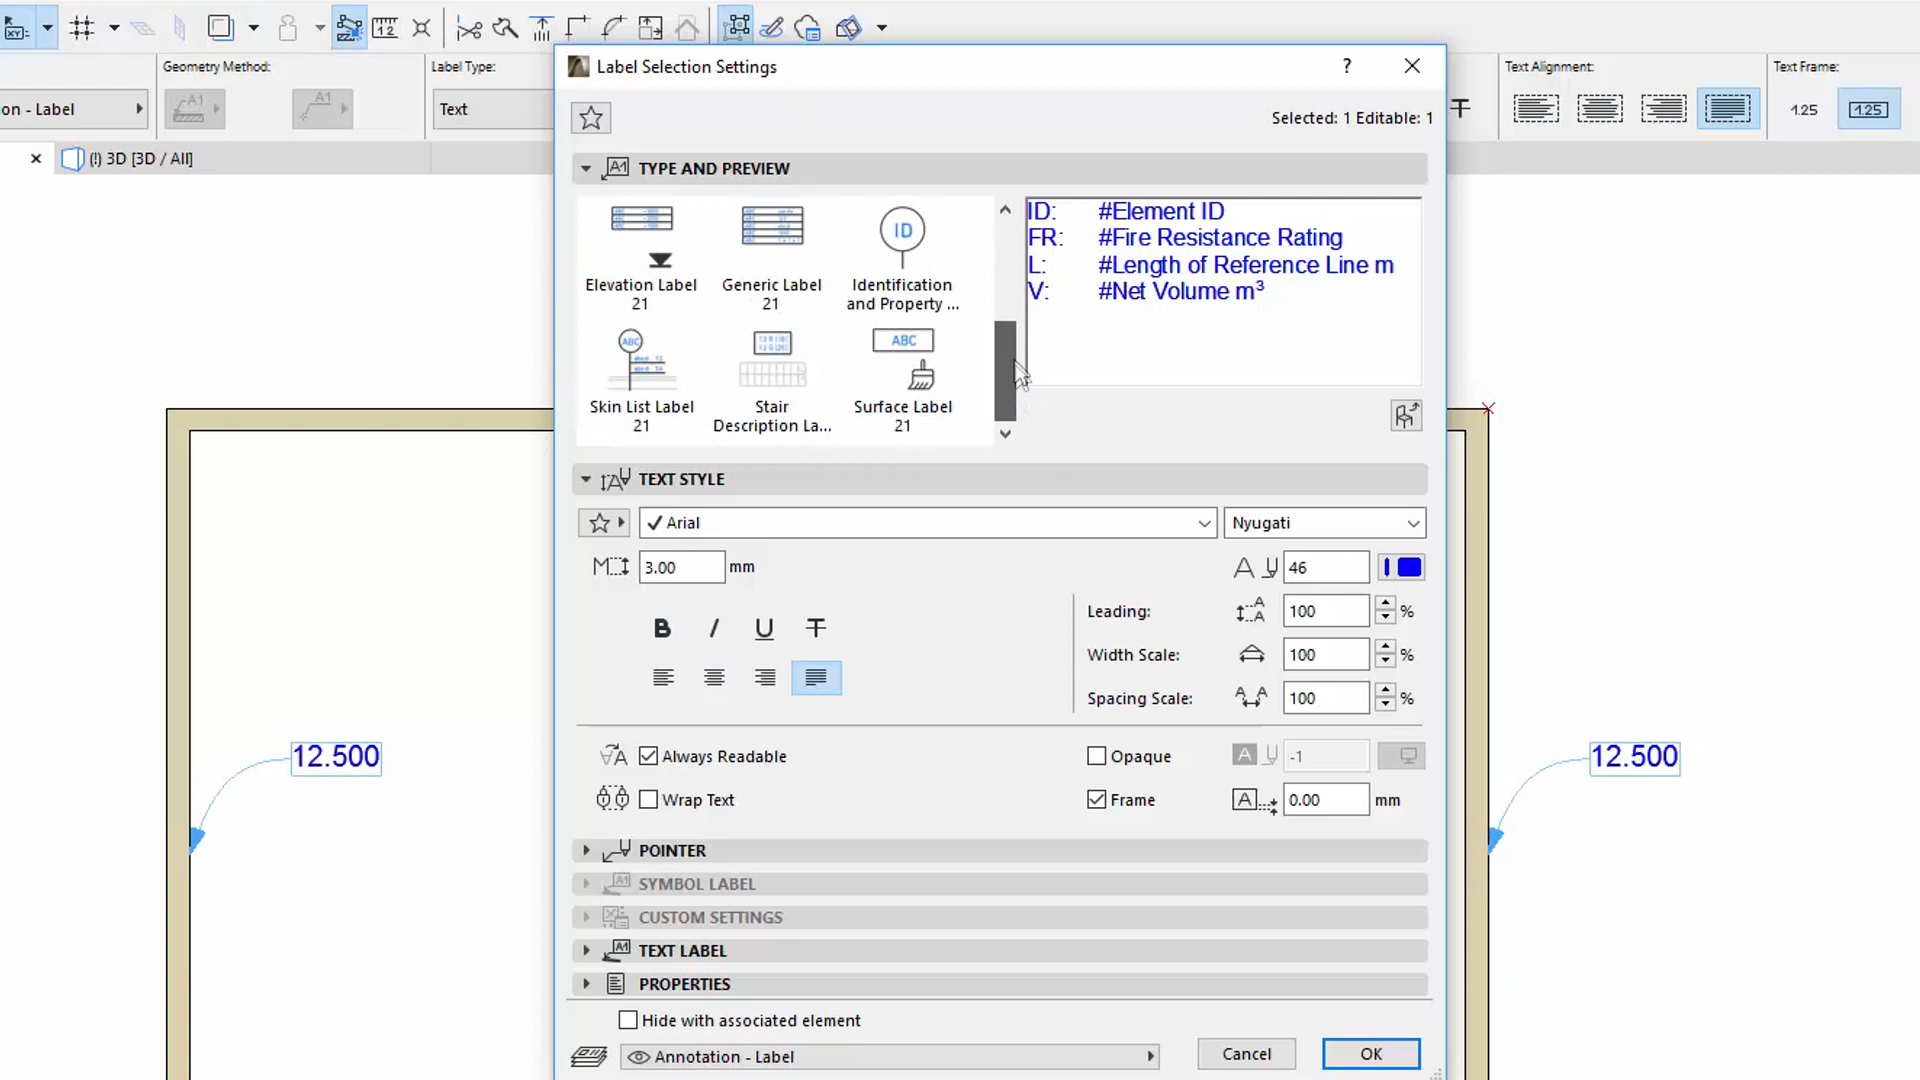 Geometry Method:
Label Type:
on - Label
Text
(!) 3D [3D / All]
Label Selection Settings
?
Selected: 1 Editable: 1
Text Alignment:
Text Frame:
1.25
1.25
TYPE AND PREVIEW
Elevation Label
21
Generic Label
21
ID
Identification
and Property ...
ABC
Skin List Label
21
Stair
Description La...
ABC
Surface Label
21
ID: #Element ID
FR: #Fire Resistance Rating
L: #Length of Reference Line m
V: #Net Volume m³
TEXT STYLE
Arial
Nyugati
3.00 mm
46
B I U T
Leading: 100 %
Width Scale: 100 %
Spacing Scale: 100 %
Always Readable
Opaque
-1
Wrap Text
Frame
0.00 mm
POINTER
SYMBOL LABEL
CUSTOM SETTINGS
TEXT LABEL
PROPERTIES
Hide with associated element
Annotation - Label
Cancel
OK
12.500
12.500